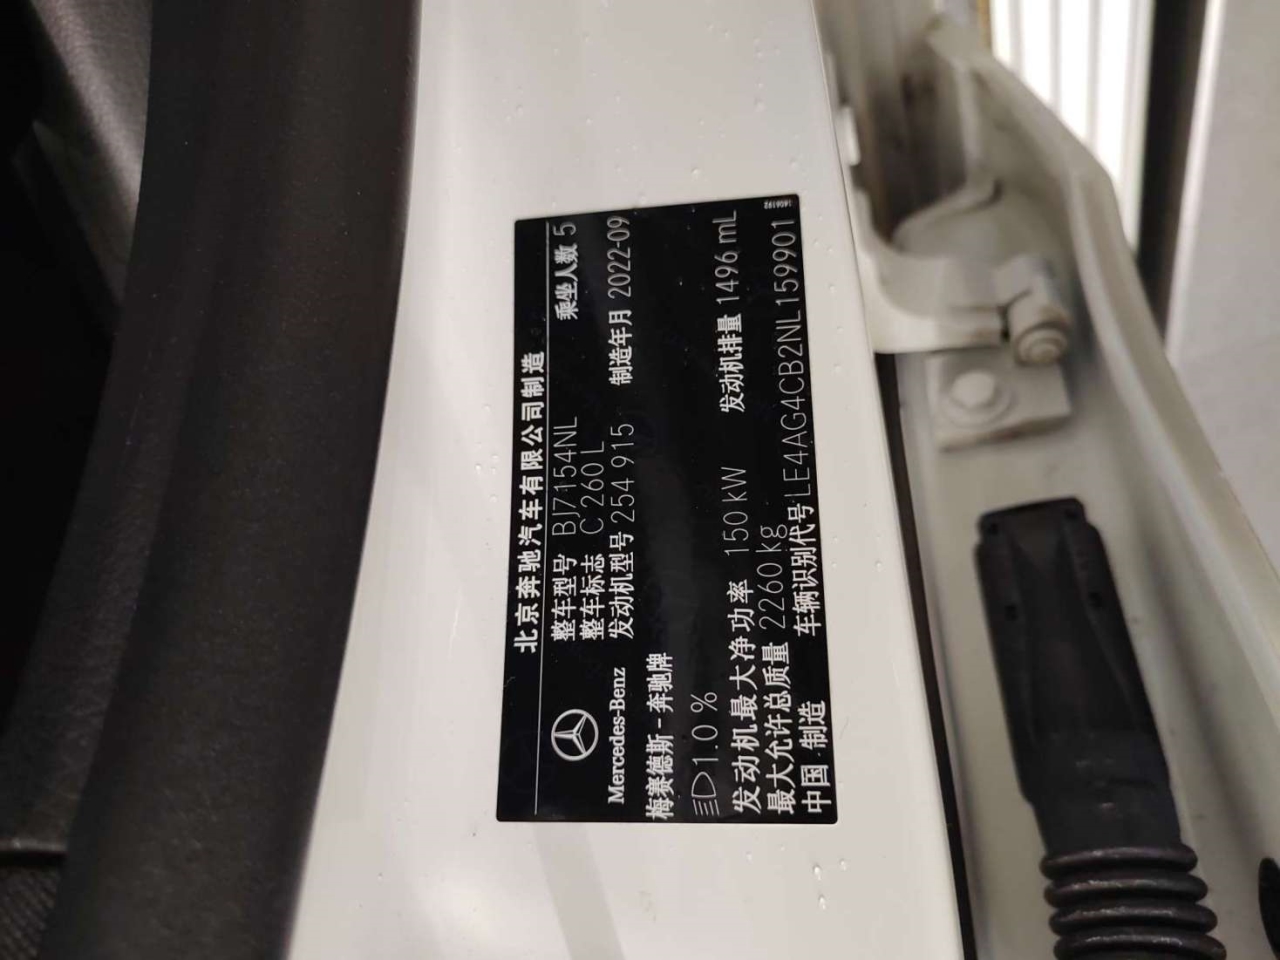 北京奔驰汽车有限公司制造
整车型号 BJ7154NL 乘坐人数 5
整车标志 C 260 L
发动机型号 254 915 制造年月 2022-09
Mercedes-Benz
梅赛德斯－奔驰牌
1.0 %
发动机最大净功率 150 kW 发动机排量 1496 mL
最大允许总质量 2260 kg
中国 制造 车辆识别代号 LE4AG4CB2NL159901
1406192